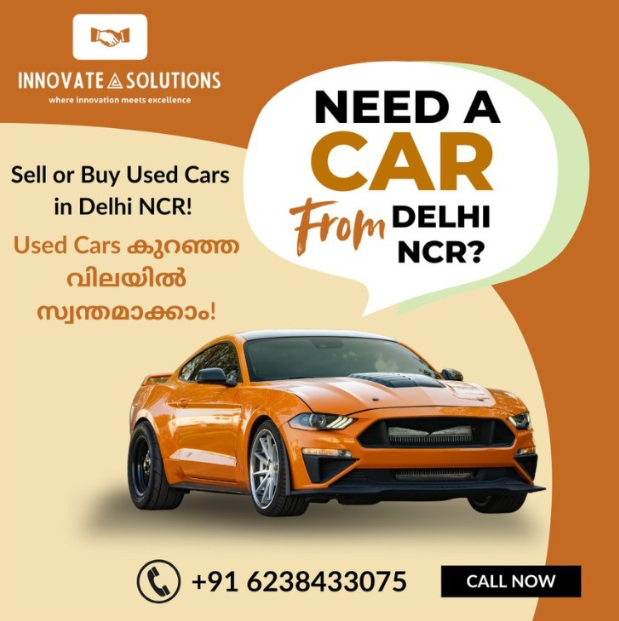 INNOVATE SOLUTIONS
where innovation meets excellence
NEED A
CAR
From DELHI
NCR?
Sell or Buy Used Cars
in Delhi NCR!
Used Cars കുറഞ്ഞ
വിലയിൽ
സ്വന്തമാക്കാം!
+91 6238433075
CALL NOW